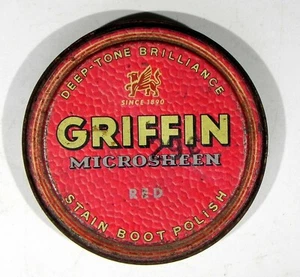 DEEP-TONE BRILLIANCE
SINCE 1890
GRIFFIN
MICROSHEEN
RED
STAIN BOOT POLISH